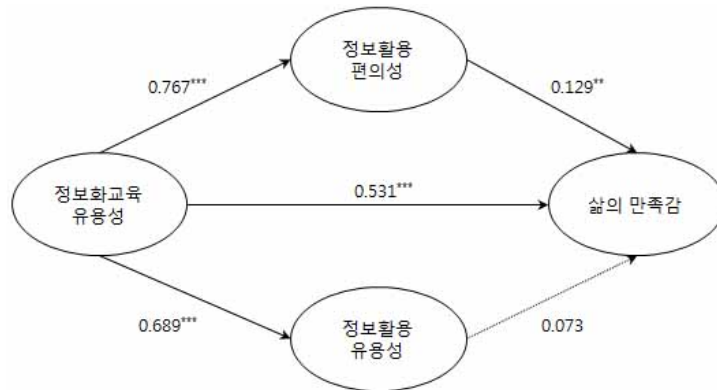 정보활용
편의성
0.767***
0.129**
정보화교육
유용성
0.531***
삶의 만족감
0.689***
정보활용
유용성
0.073